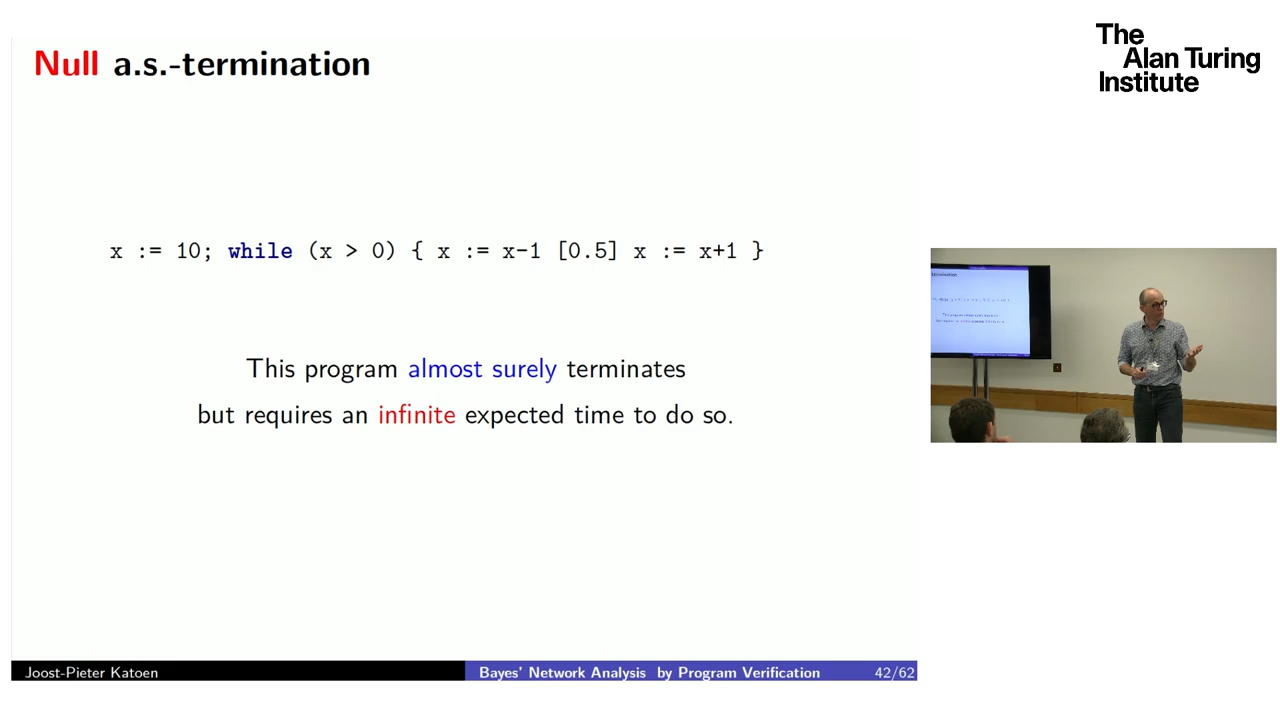 Null a.s.-termination
The
Alan Turing
Institute
x := 10; while (x > 0) { x := x-1 [0.5] x := x+1 }
This program almost surely terminates
but requires an infinite expected time to do so.
Joost-Pieter Katoen
Bayes' Network Analysis by Program Verification
42/62